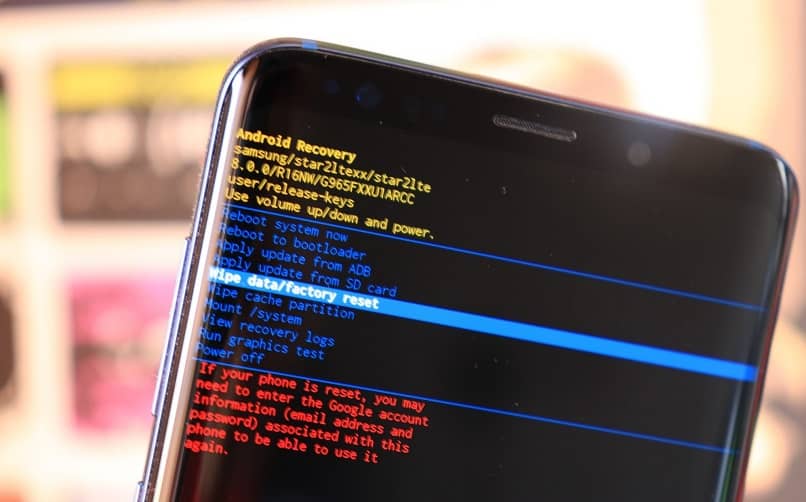 Android Recovery
samsung/star2ltexx/star2lte
8.0.0/R16NW/G965FXXU1ARCC
user/release-keys
Use volume up/down and power.
Reboot system now
Reboot to bootloader
Apply update from ADB
Apply update from SD card
Wipe data/factory reset
Wipe cache partition
Mount /system
View recovery logs
Run graphics test
Power off
If your phone is reset, you may
need to enter the Google account
information (email address and
password) associated with this
phone to be able to use it
again.